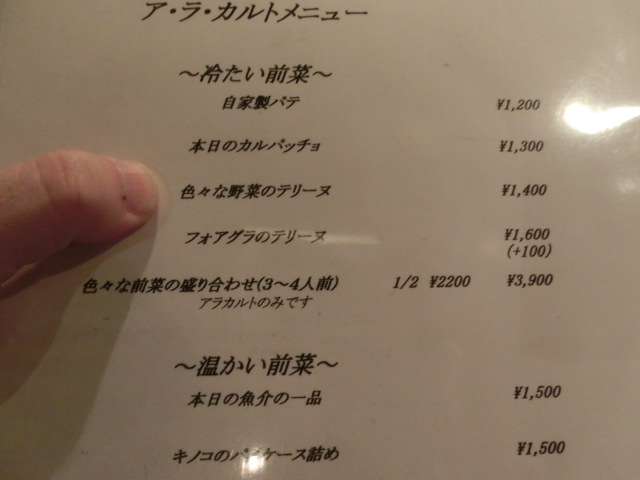 ア・ラ・カルトメニュー
～冷たい前菜～
自家製パテ ¥1,200
本日のカルパッチョ ¥1,300
色々な野菜のテリーヌ ¥1,400
フォアグラのテリーヌ ¥1,600
(+100)
色々な前菜の盛り合わせ(3～4人前) 1/2 ¥2200 ¥3,900
アラカルトのみです
～温かい前菜～
本日の魚介の一品 ¥1,500
キノコのパイケース詰め ¥1,500